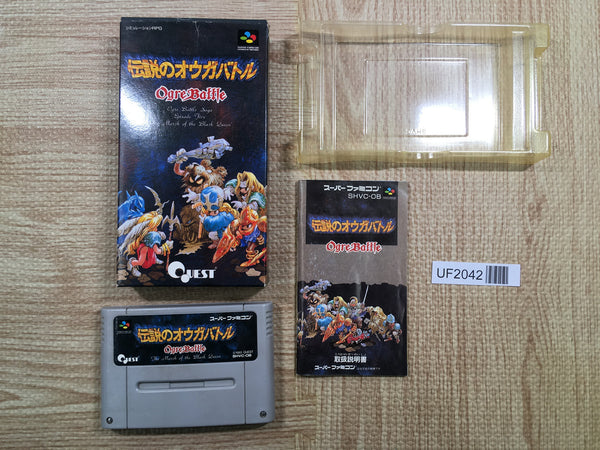 シミュレーションRPG
伝説のオウガバトル
Ogre Battle
Ogre Battle Saga
Episode Five
The March of the Black Queen
QUEST
スーパーファミコン
SHVC-OB
伝説のオウガバトル
Ogre Battle
取扱説明書
スーパーファミコン
UF2042
スーパーファミコン
伝説のオウガバトル
Ogre Battle
The March of the Black Queen
QUEST
©1993 QUEST
SHVC-OB